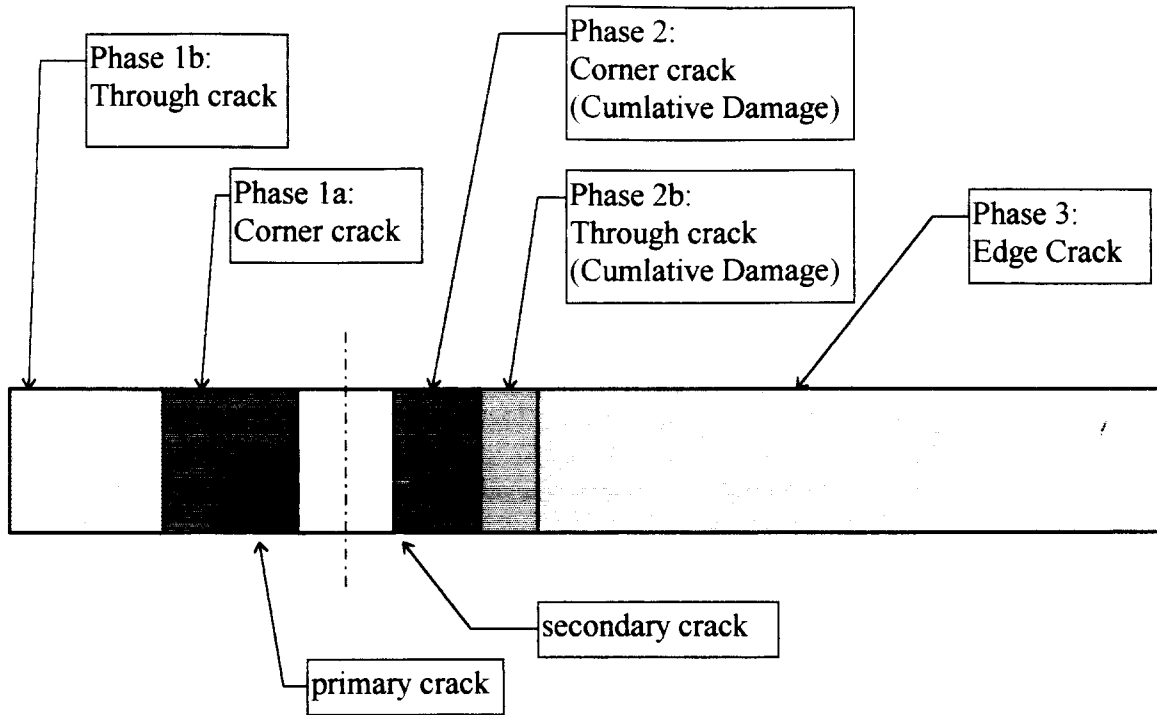 Phase 1b:
Through crack
Phase 2:
Corner crack
(Cumlative Damage)
Phase 1a:
Corner crack
Phase 2b:
Through crack
(Cumlative Damage)
Phase 3:
Edge Crack
secondary crack
primary crack